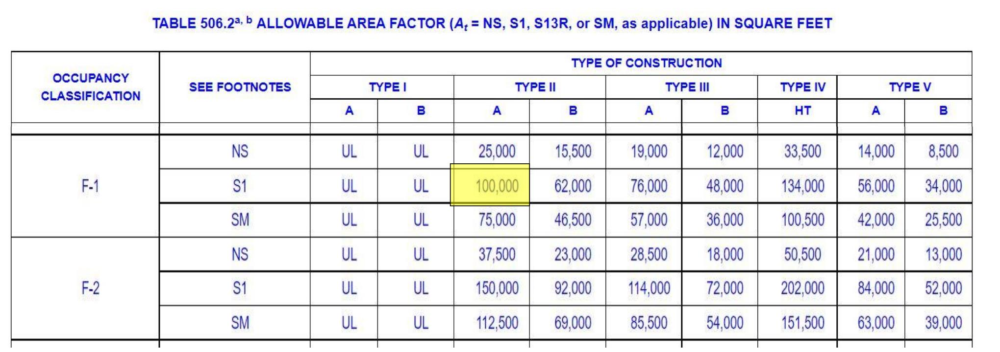 TABLE 506.2a, b ALLOWABLE AREA FACTOR (At = NS, S1, S13R, or SM, as applicable) IN SQUARE FEET
OCCUPANCY CLASSIFICATION SEE FOOTNOTES TYPE OF CONSTRUCTION
TYPE I TYPE II TYPE III TYPE IV TYPE V
A B A B A B HT A B
F-1 NS UL UL 25,000 15,500 19,000 12,000 33,500 14,000 8,500
S1 UL UL 100,000 62,000 76,000 48,000 134,000 56,000 34,000
SM UL UL 75,000 46,500 57,000 36,000 100,500 42,000 25,500
F-2 NS UL UL 37,500 23,000 28,500 18,000 50,500 21,000 13,000
S1 UL UL 150,000 92,000 114,000 72,000 202,000 84,000 52,000
SM UL UL 112,500 69,000 85,500 54,000 151,500 63,000 39,000